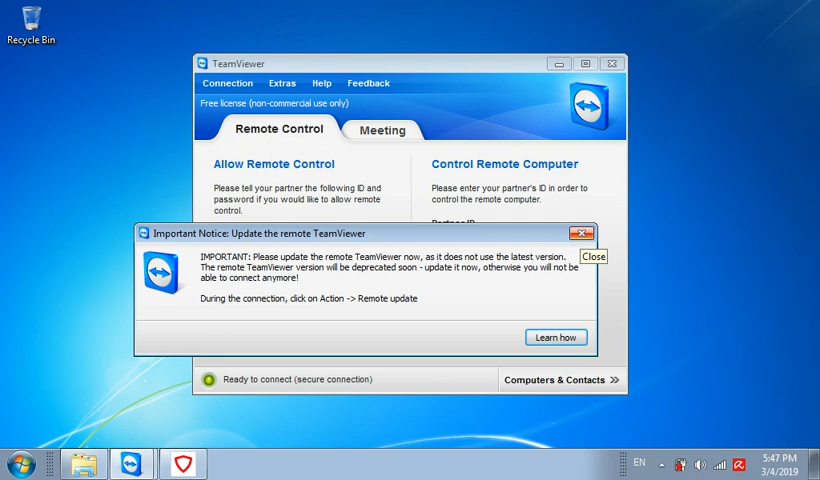 Recycle Bin
TeamViewer
Connection Extras Help Feedback
Free license (non-commercial use only)
Remote Control Meeting
Allow Remote Control
Please tell your partner the following ID and
password if you would like to allow remote
control.
Control Remote Computer
Please enter your partner's ID in order to
control the remote computer.
Important Notice: Update the remote TeamViewer
IMPORTANT: Please update the remote TeamViewer now, as it does not use the latest version.
The remote TeamViewer version will be deprecated soon - update it now, otherwise you will not be
able to connect anymore!
During the connection, click on Action -> Remote update
Close
Learn how
Ready to connect (secure connection)
Computers & Contacts >>
EN
5:47 PM
3/4/2019